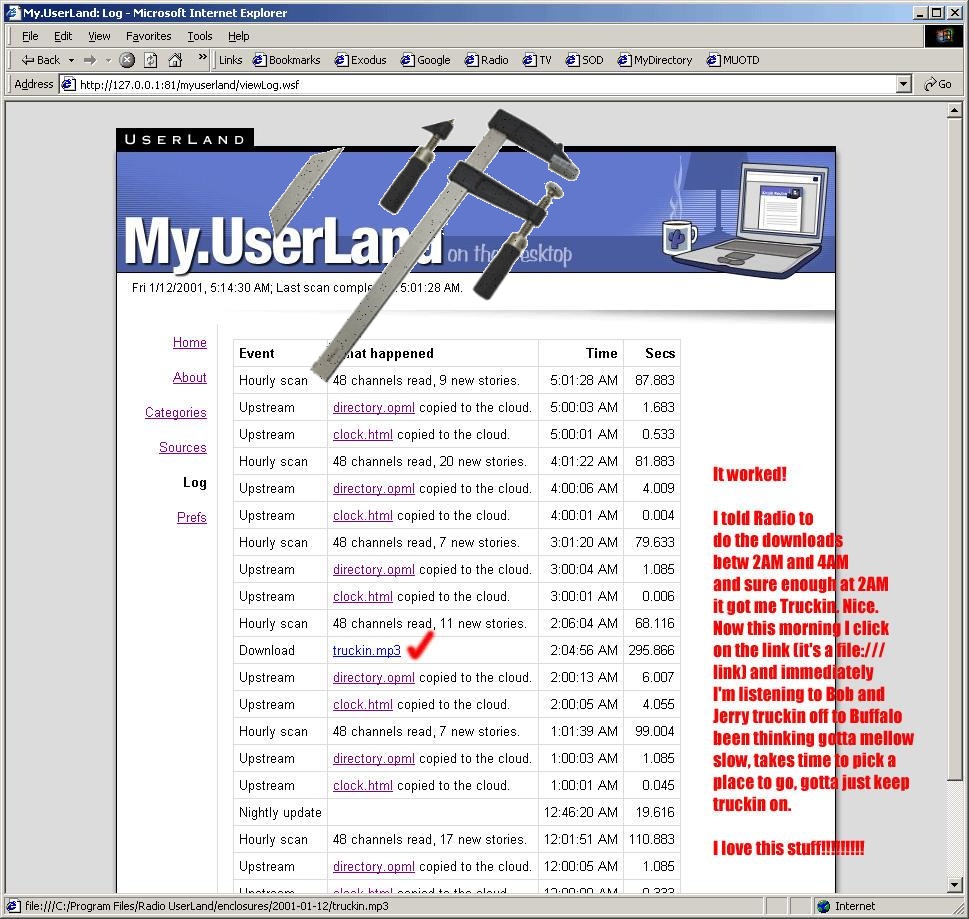 My.UserLand: Log - Microsoft Internet Explorer
File Edit View Favorites Tools Help
Back » Links Bookmarks Exodus Google Radio TV SOD MyDirectory MUOTD
Address http://127.0.0.1:81/myuserland/viewLog.wsf Go
USERLAND
My.UserLand on the desktop
Fri 1/12/2001, 5:14:30 AM; Last scan 5:01:28 AM.
Home
About
Categories
Sources
Log
Prefs
Event happened Time Secs
Hourly scan 48 channels read, 9 new stories. 5:01:28 AM 87.883
Upstream directory.opml copied to the cloud. 5:00:03 AM 1.683
Upstream clock.html copied to the cloud. 5:00:01 AM 0.533
Hourly scan 48 channels read, 20 new stories. 4:01:22 AM 81.883
Upstream directory.opml copied to the cloud. 4:00:06 AM 4.009
Upstream clock.html copied to the cloud. 4:00:01 AM 0.004
Hourly scan 48 channels read, 7 new stories. 3:01:20 AM 79.633
Upstream directory.opml copied to the cloud. 3:00:04 AM 1.085
Upstream clock.html copied to the cloud. 3:00:01 AM 0.006
Hourly scan 48 channels read, 11 new stories. 2:06:04 AM 68.116
Download truckin.mp3 2:04:56 AM 295.866
Upstream directory.opml copied to the cloud. 2:00:13 AM 6.007
Upstream clock.html copied to the cloud. 2:00:05 AM 4.055
Hourly scan 48 channels read, 7 new stories. 1:01:39 AM 99.004
Upstream directory.opml copied to the cloud. 1:00:03 AM 1.085
Upstream clock.html copied to the cloud. 1:00:01 AM 0.045
Nightly update 12:46:20 AM 19.616
Hourly scan 48 channels read, 17 new stories. 12:01:51 AM 110.883
Upstream directory.opml copied to the cloud. 12:00:05 AM 1.085
Upstream clock.html copied to the cloud. 12:00:00 AM 0.333
It worked!
I told Radio to
do the downloads
betw 2AM and 4AM
and sure enough at 2AM
it got me Truckin. Nice.
Now this morning I click
on the link (it's a file:///
link) and immediately
I'm listening to Bob and
Jerry truckin off to Buffalo
been thinking gotta mellow
slow, takes time to pick a
place to go, gotta just keep
truckin on.
I love this stuff!!!!!!!!!
file:///C:/Program Files/Radio UserLand/enclosures/2001-01-12/truckin.mp3 Internet